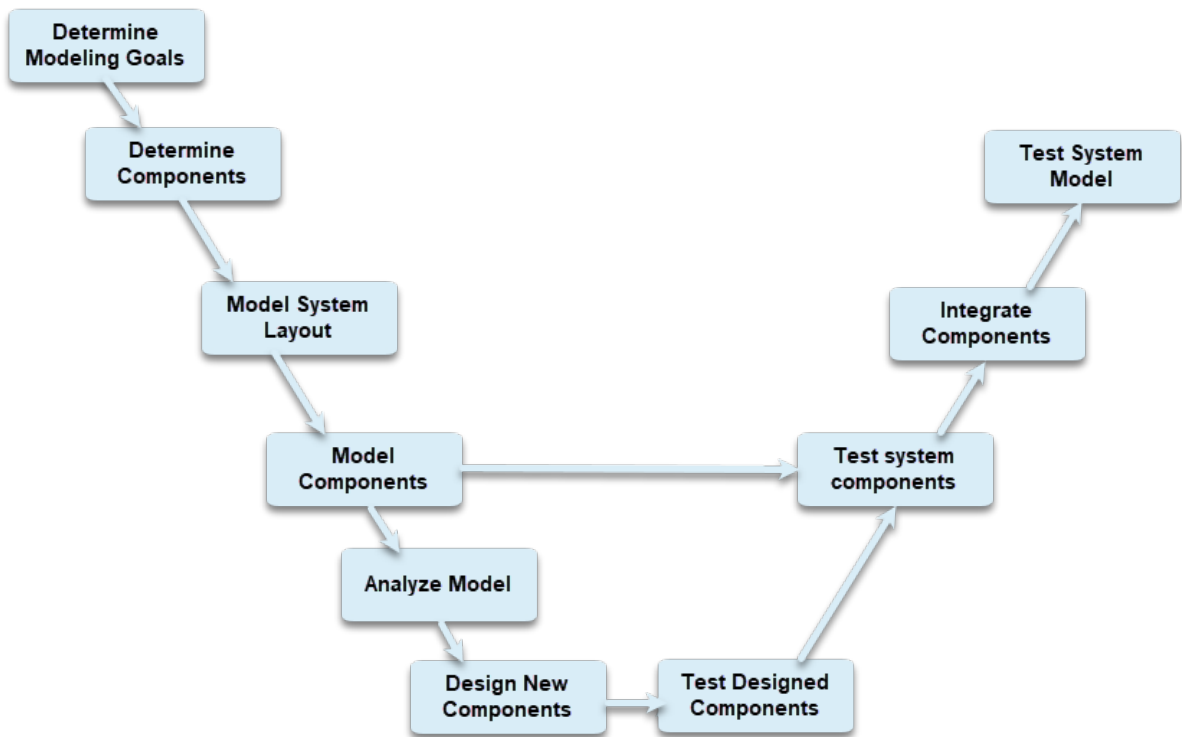 Determine
Modeling Goals
Determine
Components
Test System
Model
Model System
Layout
Integrate
Components
Model
Components
Test system
components
Analyze Model
Design New
Components
Test Designed
Components